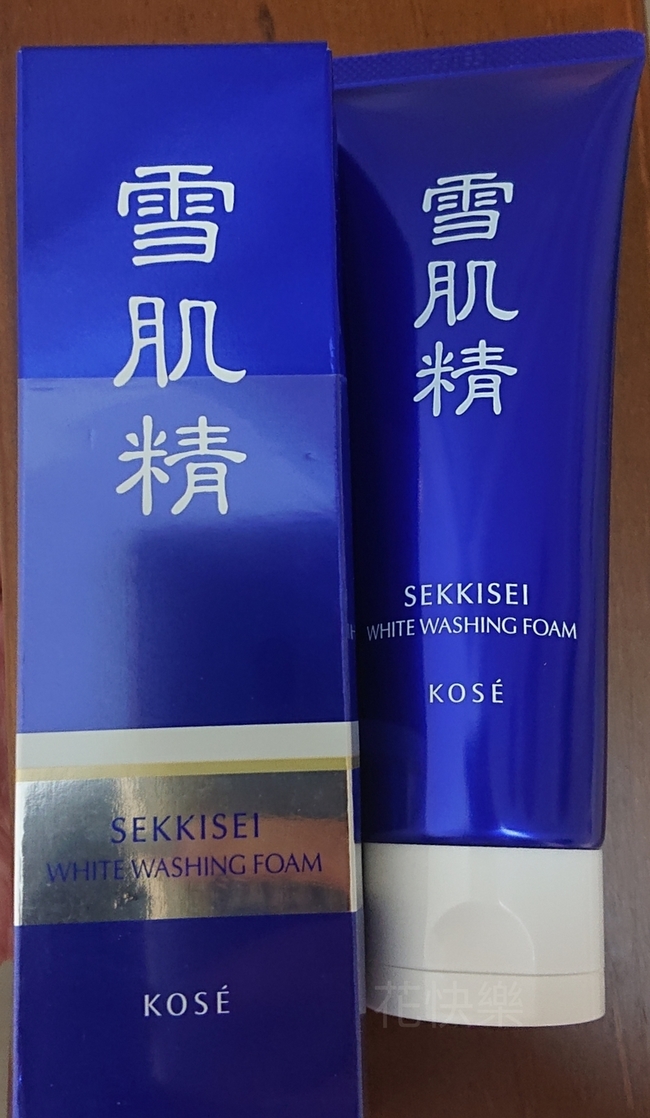 雪肌精
SEKKISEI
WHITE WASHING FOAM
KOSÉ
雪肌精
SEKKISEI
WHITE WASHING FOAM
KOSÉ
花快樂